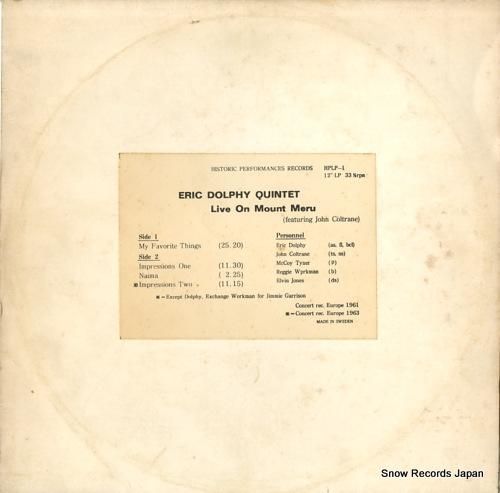 HISTORIC PERFORMANCES RECORDS HPLP-1
12" LP 33 ⅓rpm
ERIC DOLPHY QUINTET
Live On Mount Meru
(featuring John Coltrane)
Side 1
My Favorite Things (25.20)
Side 2
Impressions One (11.30)
Naima ( 2.25)
※Impressions Two (11.15)
Personnel
Eric Dolphy (as, fl, bcl)
John Coltrane (ts, ss)
McCoy Tyner (p)
Reggie Wprkman (b)
Elvin Jones (ds)
※=Except Dolphy, Exchange Workman for Jimmie Garrison
Concert rec. Europe 1961
※=Concert rec. Europe 1963
MADE IN SWEDEN
Snow Records Japan